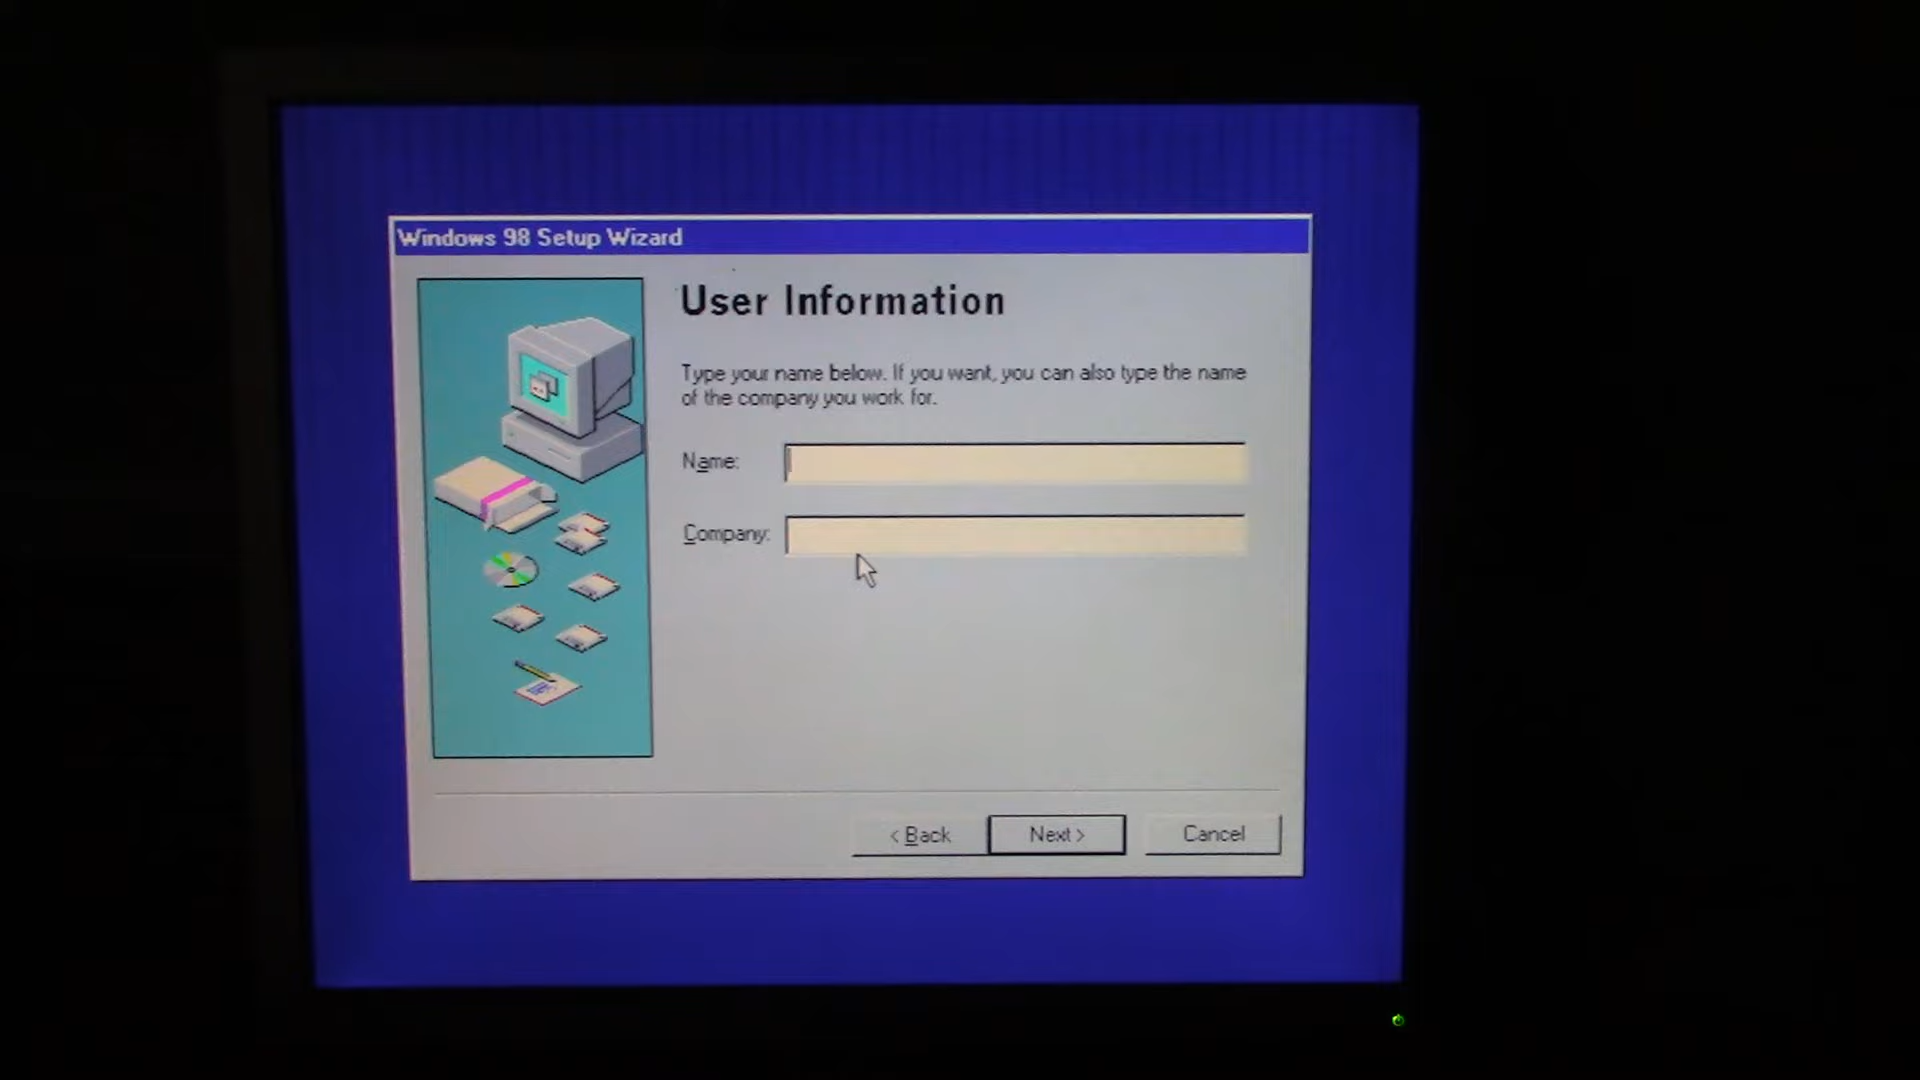 Windows 98 Setup Wizard
User Information
Type your name below. If you want, you can also type the name
of the company you work for.
Name:
Company:
< Back
Next >
Cancel